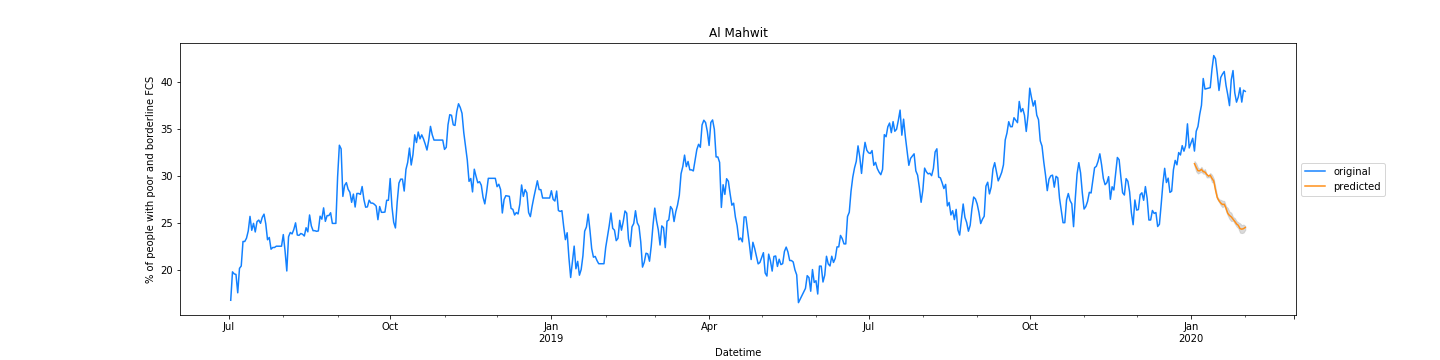 Al Mahwit
% of people with poor and borderline FCS
40
35
30
25
20
Jul
Oct
Jan
2019
Apr
Jul
Oct
Jan
2020
Datetime
original
predicted